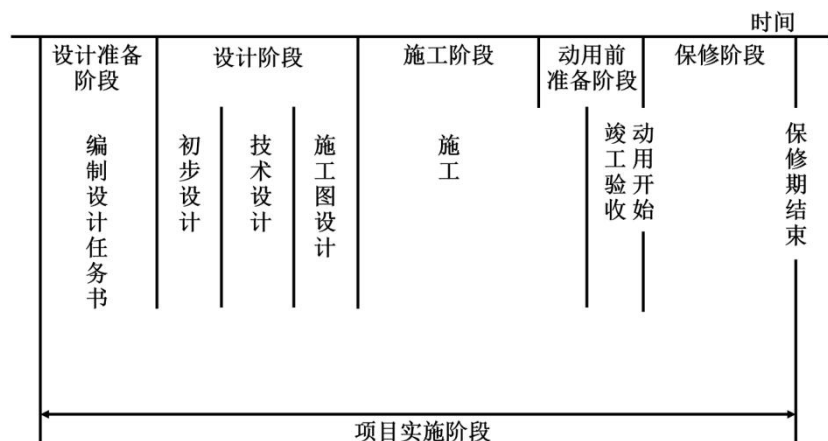 时间
设计准备
阶段
设计阶段
施工阶段
动用前
准备阶段
保修阶段
编制设计任务书
初步设计
技术设计
施工图设计
施工
竣工验收
动用开始
保修期结束
项目实施阶段